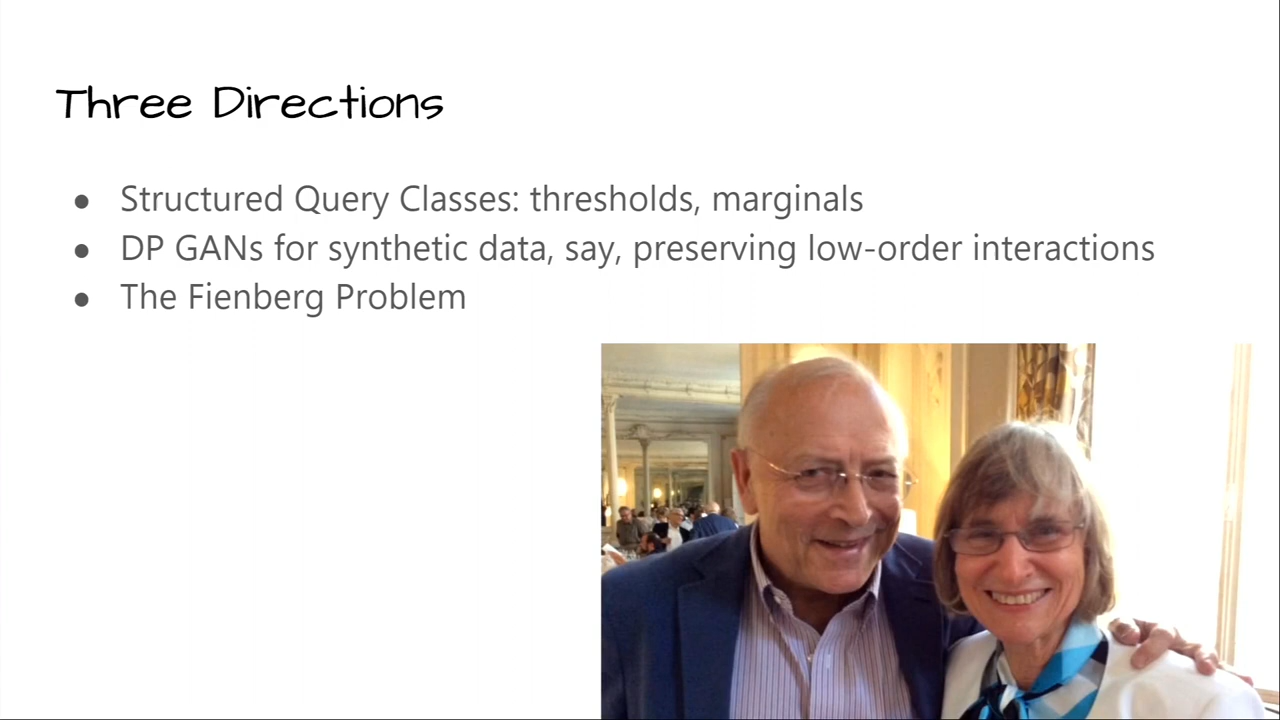 Three Directions
Structured Query Classes: thresholds, marginals
DP GANs for synthetic data, say, preserving low-order interactions
The Fienberg Problem